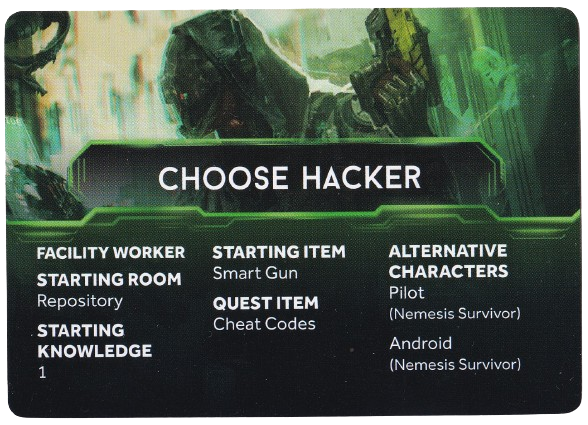 CHOOSE HACKER
FACILITY WORKER
STARTING ROOM
Repository
STARTING
KNOWLEDGE
1
STARTING ITEM
Smart Gun
QUEST ITEM
Cheat Codes
ALTERNATIVE
CHARACTERS
Pilot
(Nemesis Survivor)
Android
(Nemesis Survivor)